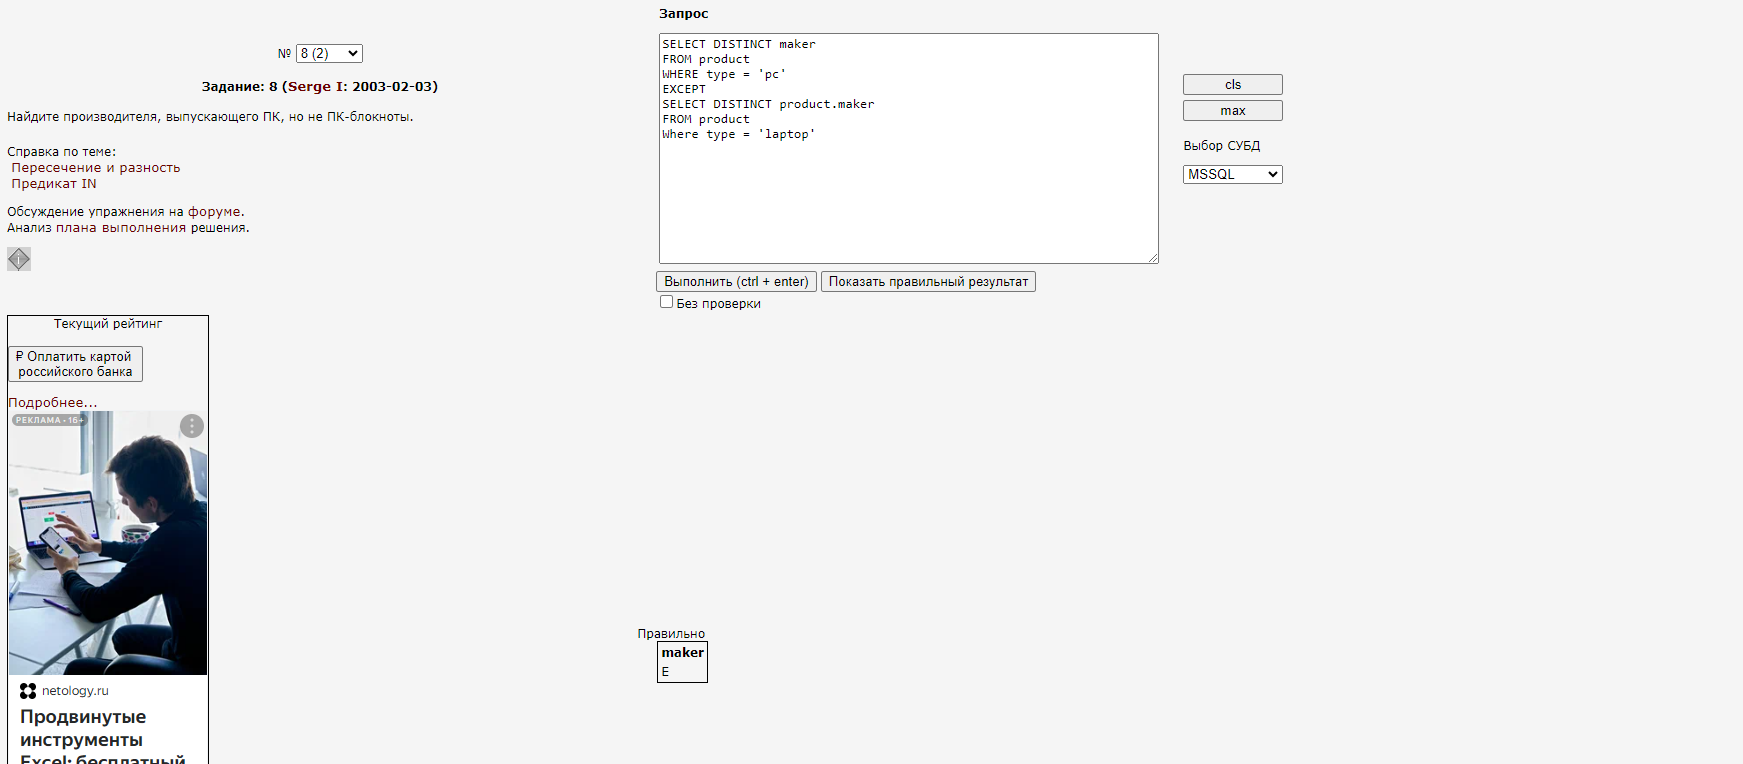 № 8 (2)
Задание: 8 (Serge I: 2003-02-03)
Найдите производителя, выпускающего ПК, но не ПК-блокноты.
Справка по теме:
Пересечение и разность
Предикат IN
Обсуждение упражнения на форуме.
Анализ плана выполнения решения.
Текущий рейтинг
₽ Оплатить картой
российского банка
Подробнее...
РЕКЛАМА • 16+
netology.ru
Продвинутые
инструменты
Excel: бесплатный
Запрос
SELECT DISTINCT maker
FROM product
WHERE type = 'pc'
EXCEPT
SELECT DISTINCT product.maker
FROM product
Where type = 'laptop'
cls
max
Выбор СУБД
MSSQL
Выполнить (ctrl + enter) Показать правильный результат
Без проверки
Правильно
maker
E